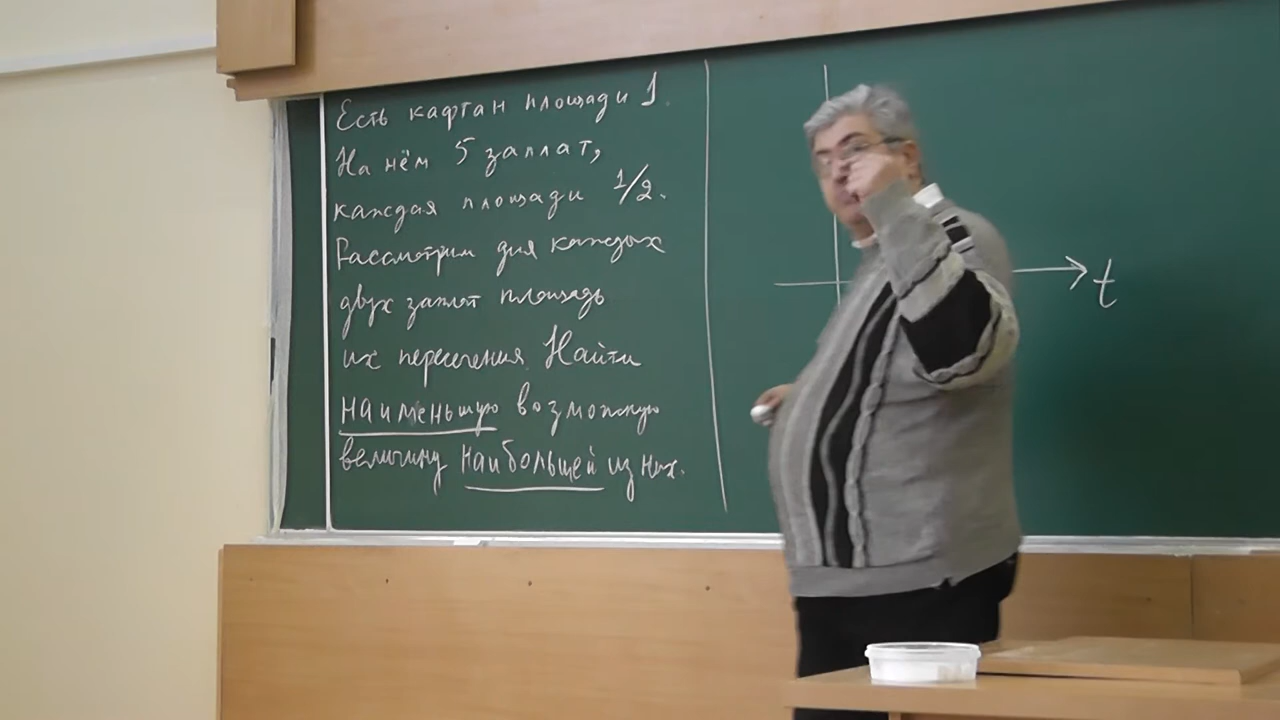 Есть кафтан площади 1.
На нём 5 заплат,
каждая площади 1/2.
Рассмотрим для каждых
двух заплат площадь
их пересечения. Найти
наименьшую возможную
величину наибольшей из них.
t